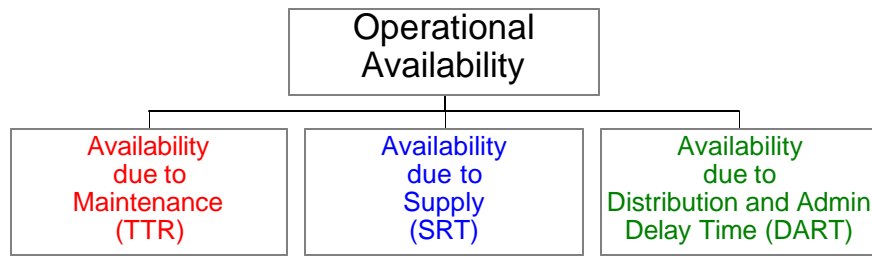 Operational
Availability
Availability
due to
Maintenance
(TTR)
Availability
due to
Supply
(SRT)
Availability
due to
Distribution and Admin
Delay Time (DART)